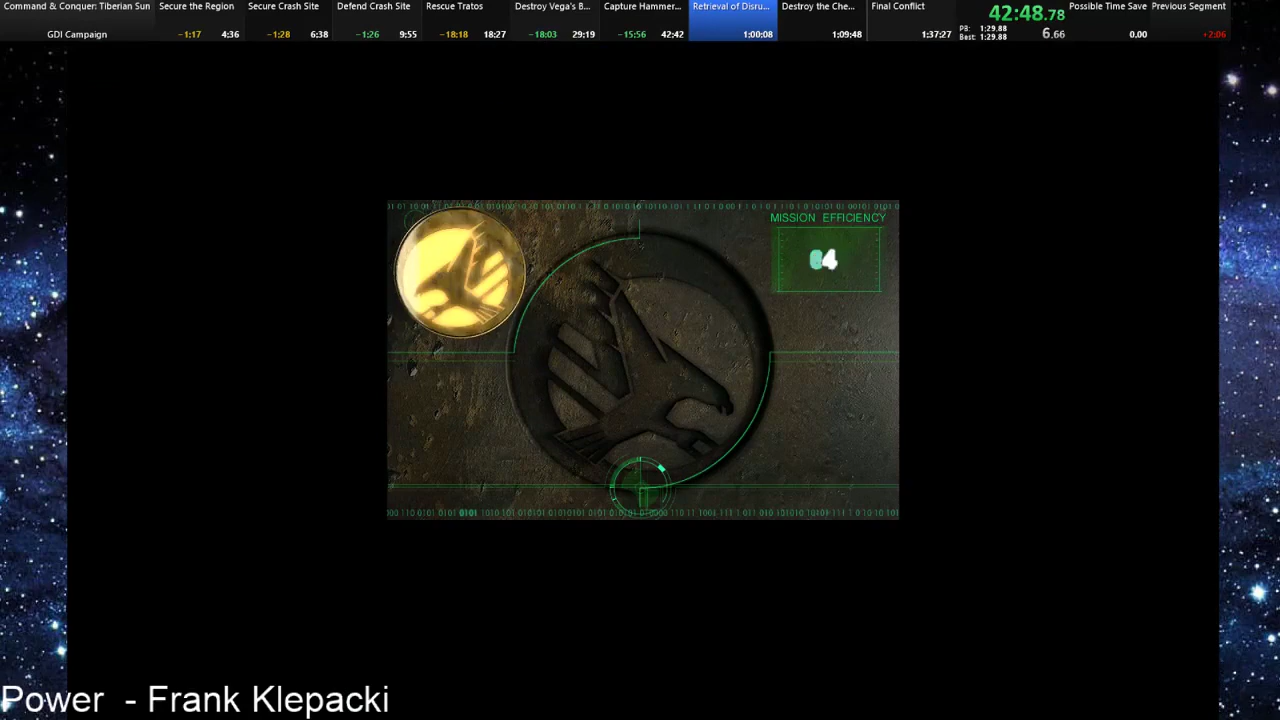 Command & Conquer: Tiberian Sun
GDI Campaign
Secure the Region
−1:17 4:36
Secure Crash Site
−1:28 6:38
Defend Crash Site
−1:26 9:55
Rescue Tratos
−18:18 18:27
Destroy Vega's B...
−18:03 29:19
Capture Hammer...
−15:56 42:42
Retrieval of Disru...
1:00:08
Destroy the Che...
1:09:48
Final Conflict
1:37:27
42:48.78
PB: 1:29.88
Best: 1:29.88
6.66
Possible Time Save
0.00
Previous Segment
+2:06
MISSION EFFICIENCY
84
Power - Frank Klepacki